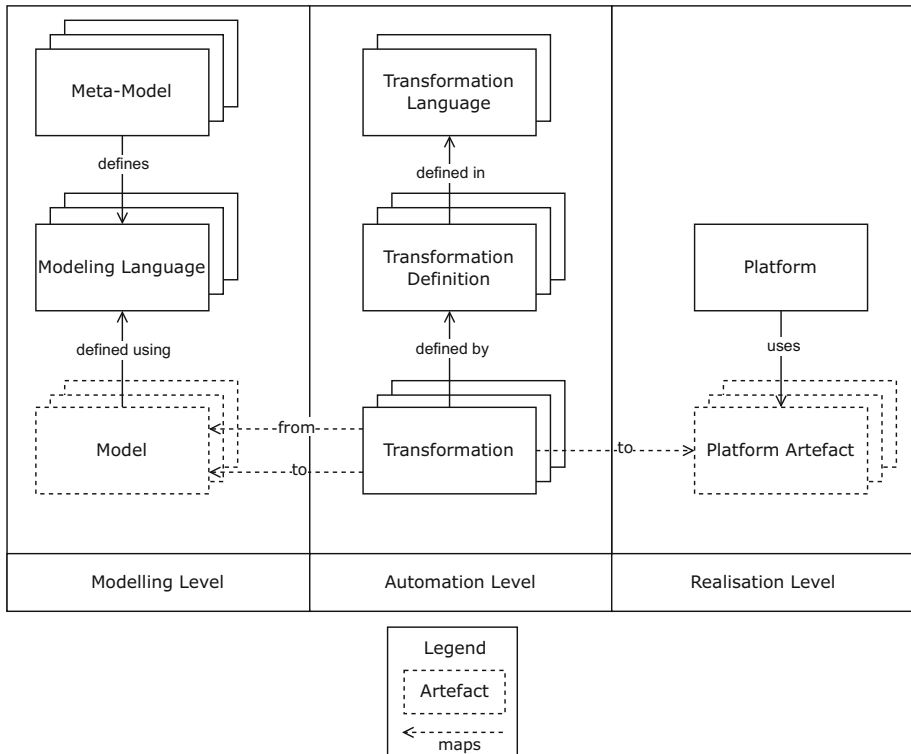 Meta-Model
Transformation
Language
defines
defined in
Modeling Language
Transformation
Definition
Platform
defined using
defined by
uses
Model
from
to
Transformation
to
Platform Artefact
Modelling Level
Automation Level
Realisation Level
Legend
Artefact
maps